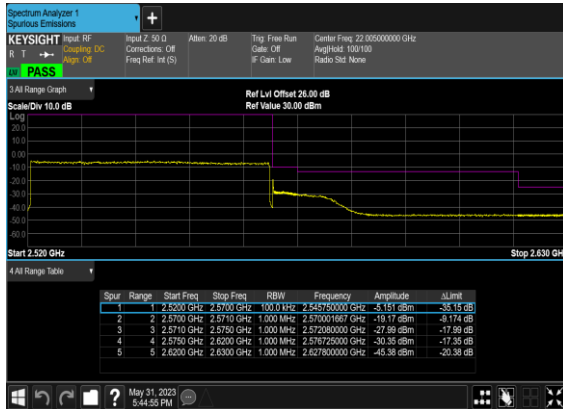 Spectrum Analyzer 1
Spurious Emissions
KEYSIGHT Input: RF Input Z: 50 Ω Atten: 20 dB Trig: Free Run Center Freq: 22.005000000 GHz
R T Coupling: DC Corrections: Off Gate: Off Avg|Hold: 100/100
Align: Off Freq Ref: Int (S) IF Gain: Low Radio Std: None
PASS
3 All Range Graph Ref Lvl Offset 26.00 dB
Scale/Div 10.0 dB Ref Value 30.00 dBm
Log
20.0
10.0
0.00
-10.0
-20.0
-30.0
-40.0
-50.0
-60.0
Start 2.520 GHz Stop 2.630 GHz
4 All Range Table
Spur Range Start Freq Stop Freq RBW Frequency Amplitude ΔLimit
1 1 2.5200 GHz 2.5700 GHz 100.0 kHz 2.545750000 GHz -5.151 dBm -35.15 dB
2 2 2.5700 GHz 2.5710 GHz 1.000 MHz 2.570001667 GHz -19.17 dBm -9.174 dB
3 3 2.5710 GHz 2.5750 GHz 1.000 MHz 2.572080000 GHz -27.99 dBm -17.99 dB
4 4 2.5750 GHz 2.6200 GHz 1.000 MHz 2.576725000 GHz -30.35 dBm -17.35 dB
5 5 2.6200 GHz 2.6300 GHz 1.000 MHz 2.627800000 GHz -45.38 dBm -20.38 dB
? May 31, 2023
5:44:55 PM